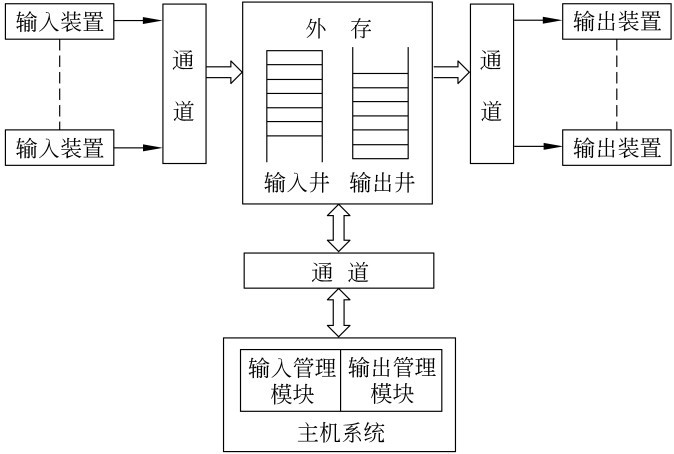 输入装置
输入装置
通
道
外 存
输入井
输出井
通
道
输出装置
输出装置
通 道
输入管理
模块
输出管理
模块
主机系统